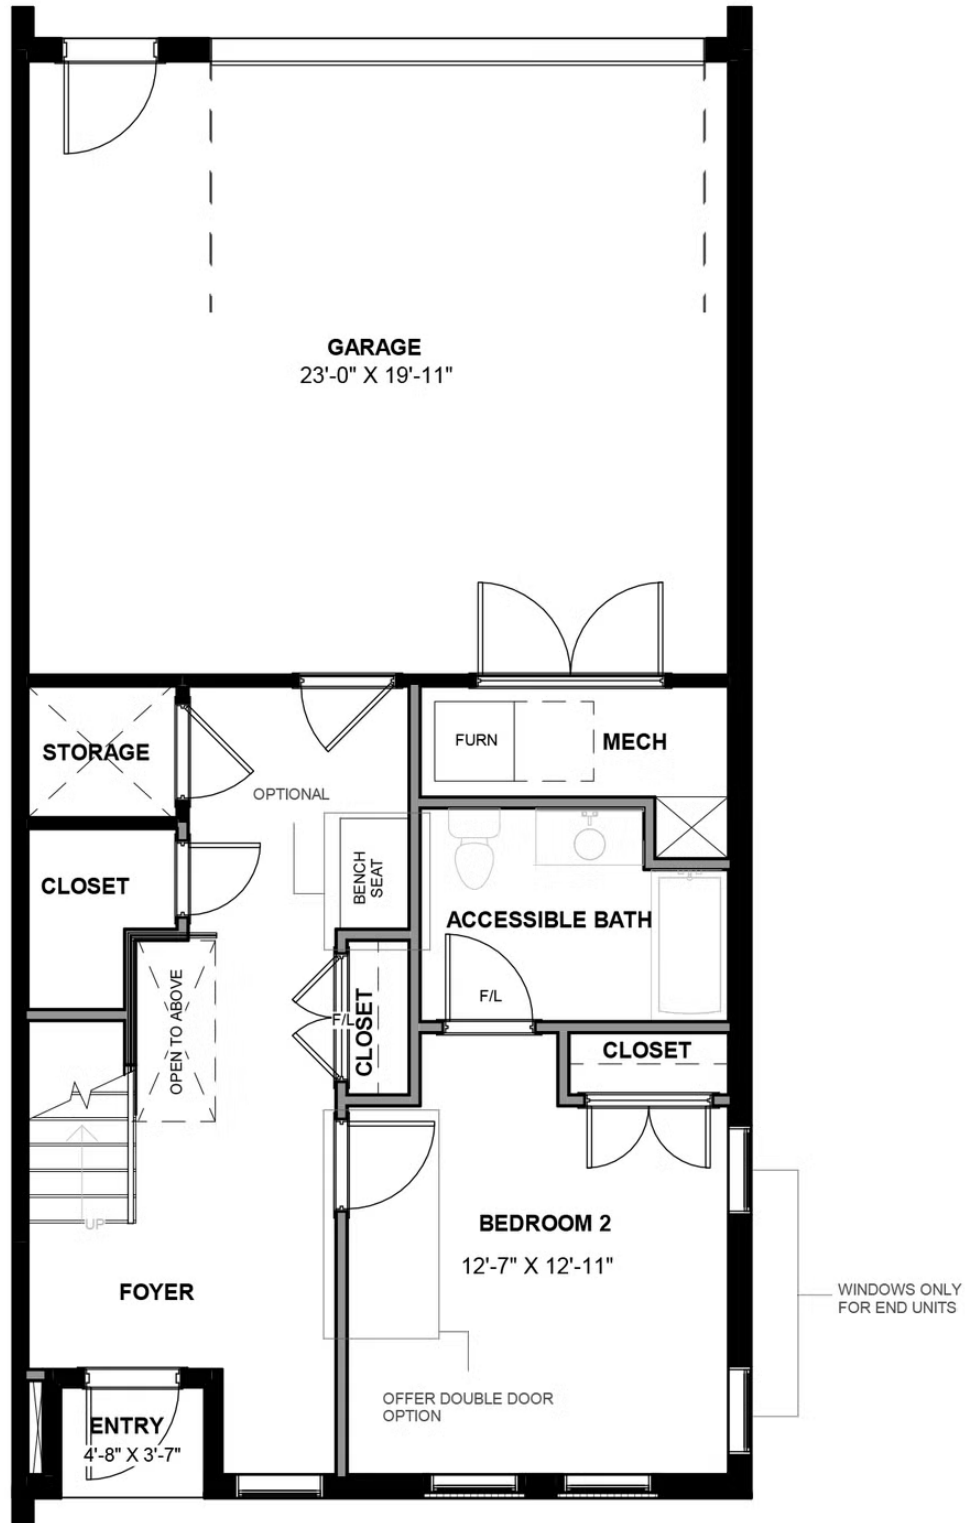 GARAGE
23'-0" X 19'-11"
STORAGE
FURN
MECH
OPTIONAL
BENCH
SEAT
CLOSET
ACCESSIBLE BATH
F/L
OPEN TO ABOVE
F/L
CLOSET
CLOSET
UP
BEDROOM 2
12'-7" X 12'-11"
FOYER
WINDOWS ONLY
FOR END UNITS
OFFER DOUBLE DOOR
OPTION
ENTRY
4'-8" X 3'-7"